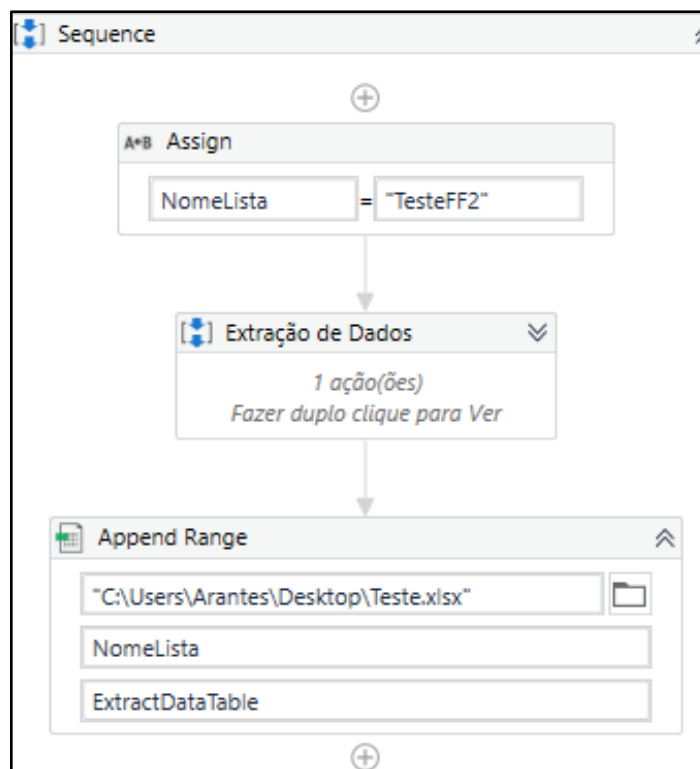 Sequence
A+B Assign
NomeLista = "TesteFF2"
Extração de Dados
1 ação(ões)
Fazer duplo clique para Ver
Append Range
"C:\Users\Arantes\Desktop\Teste.xlsx"
NomeLista
ExtractDataTable